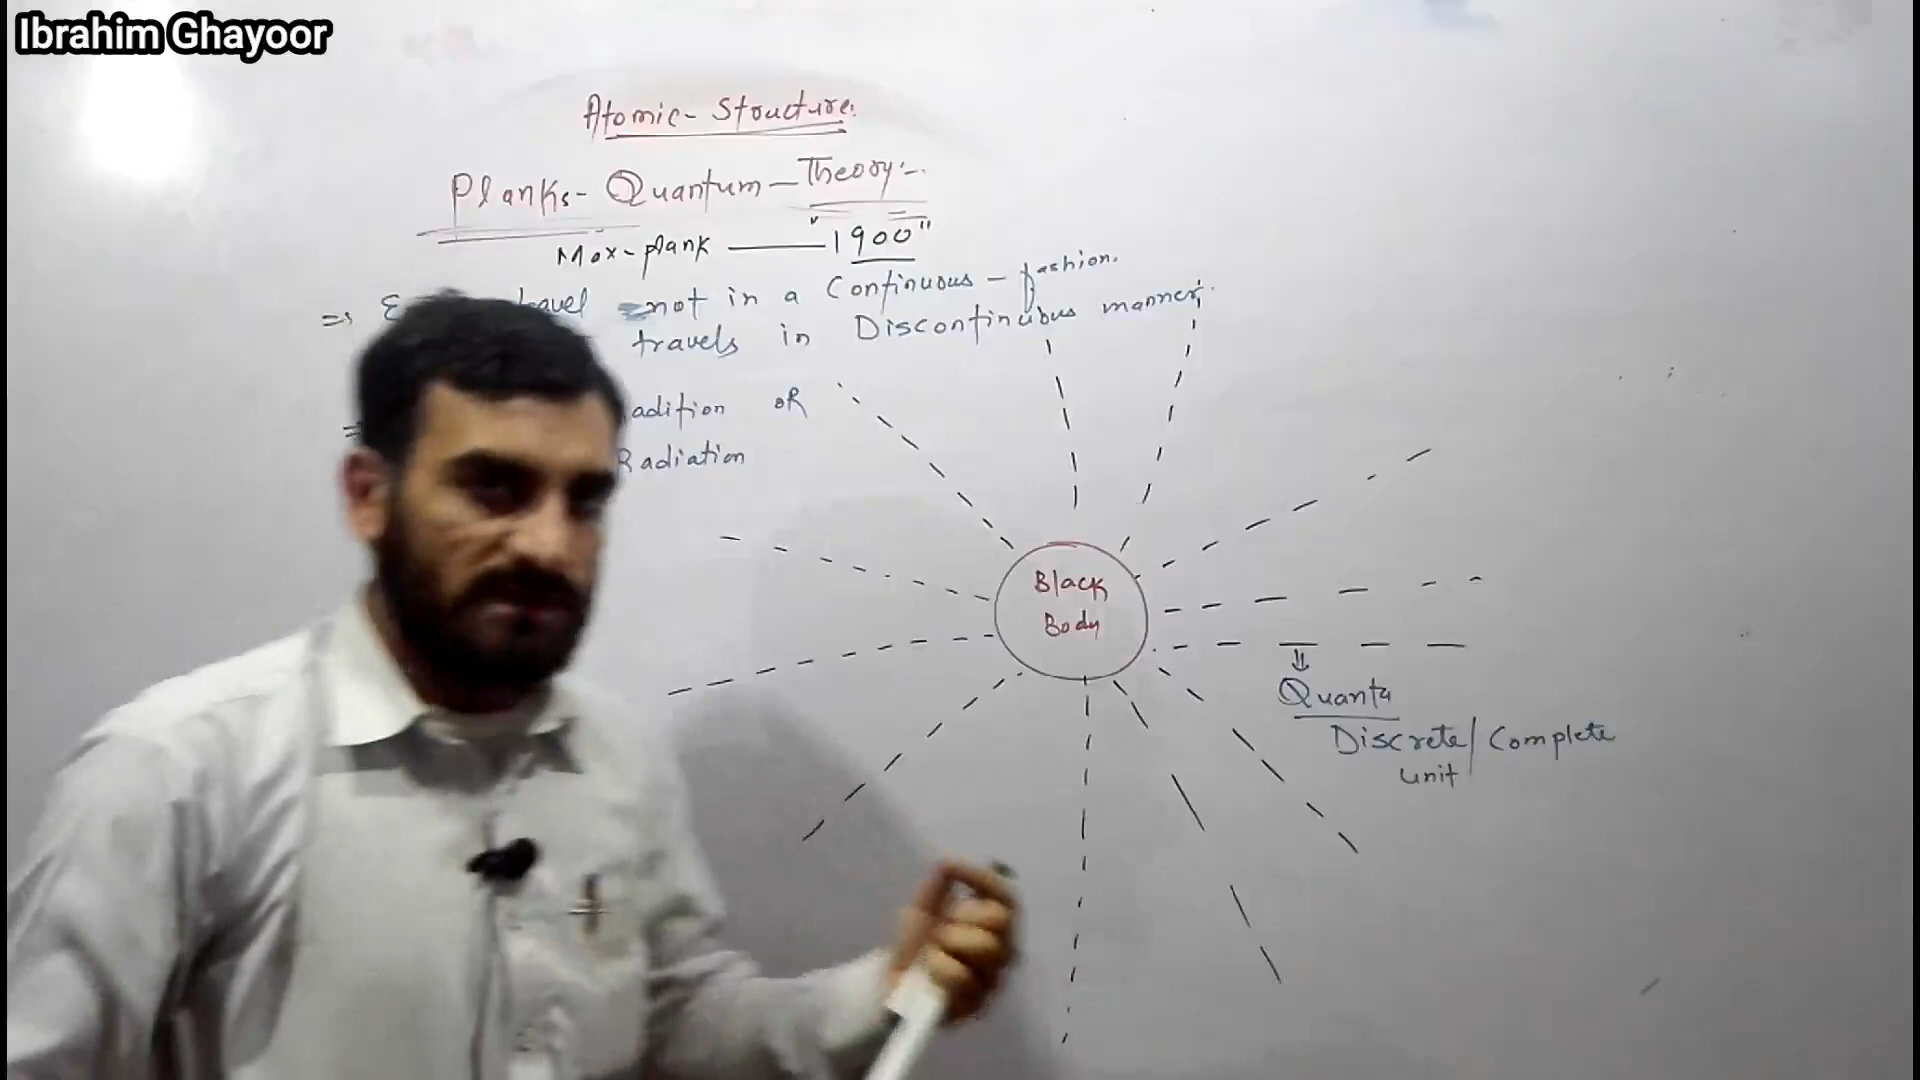 Ibrahim Ghayoor
Atomic- Structure.
Planks- Quantum - Theory:-
Max-plank —— "1900"
=> travel not in a Continuous - fashion.
travels in Discontinuous manner.
OR
Radiation
Black
Body
Quanta
Discrete/Complete
unit